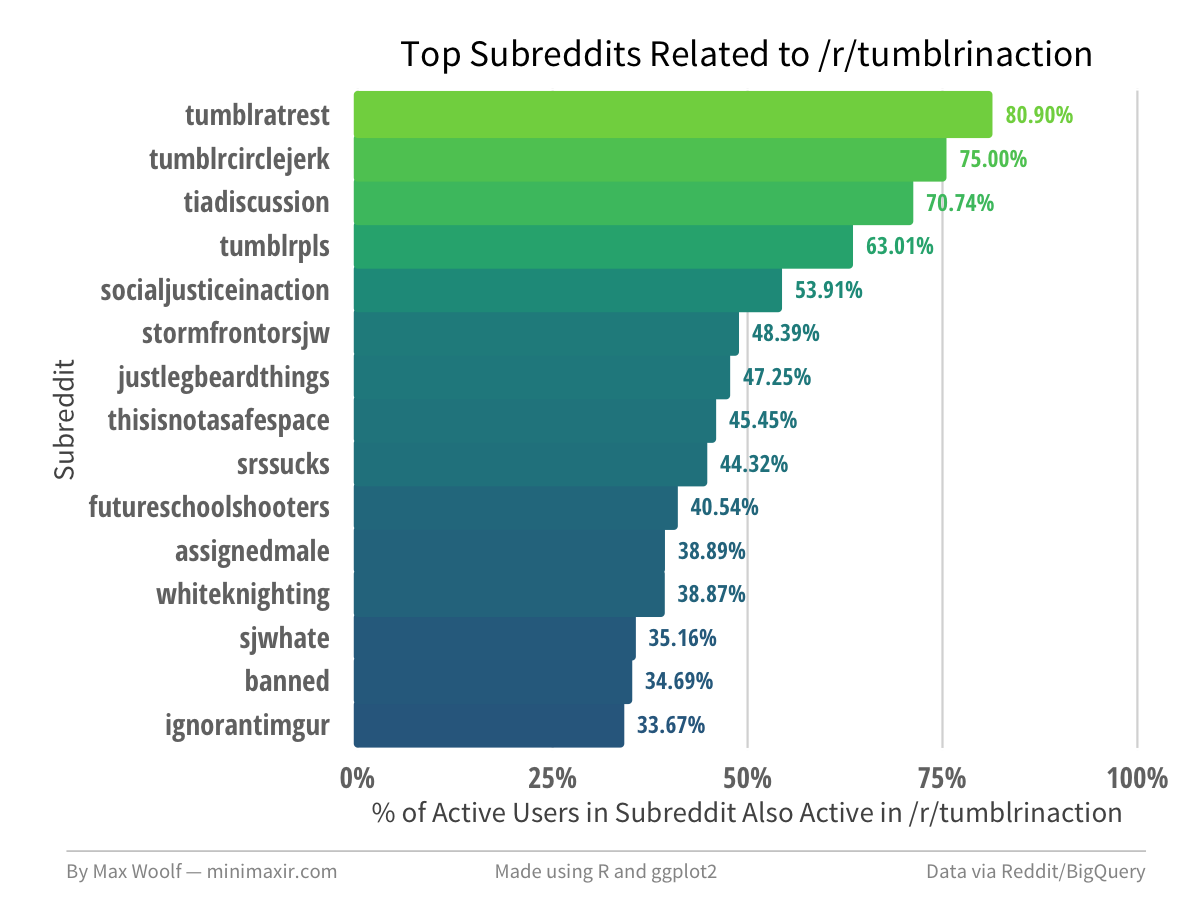 Top Subreddits Related to /r/tumblrinaction
tumblratrest 80.90%
tumblrcirclejerk 75.00%
tiadiscussion 70.74%
tumblrpls 63.01%
socialjusticeinaction 53.91%
stormfrontorsjw 48.39%
justlegbeardthings 47.25%
thisisnotasafespace 45.45%
srssucks 44.32%
futureschoolshooters 40.54%
assignedmale 38.89%
whiteknighting 38.87%
sjwhate 35.16%
banned 34.69%
ignorantimgur 33.67%
Subreddit
0% 25% 50% 75% 100%
% of Active Users in Subreddit Also Active in /r/tumblrinaction
By Max Woolf — minimaxir.com Made using R and ggplot2 Data via Reddit/BigQuery